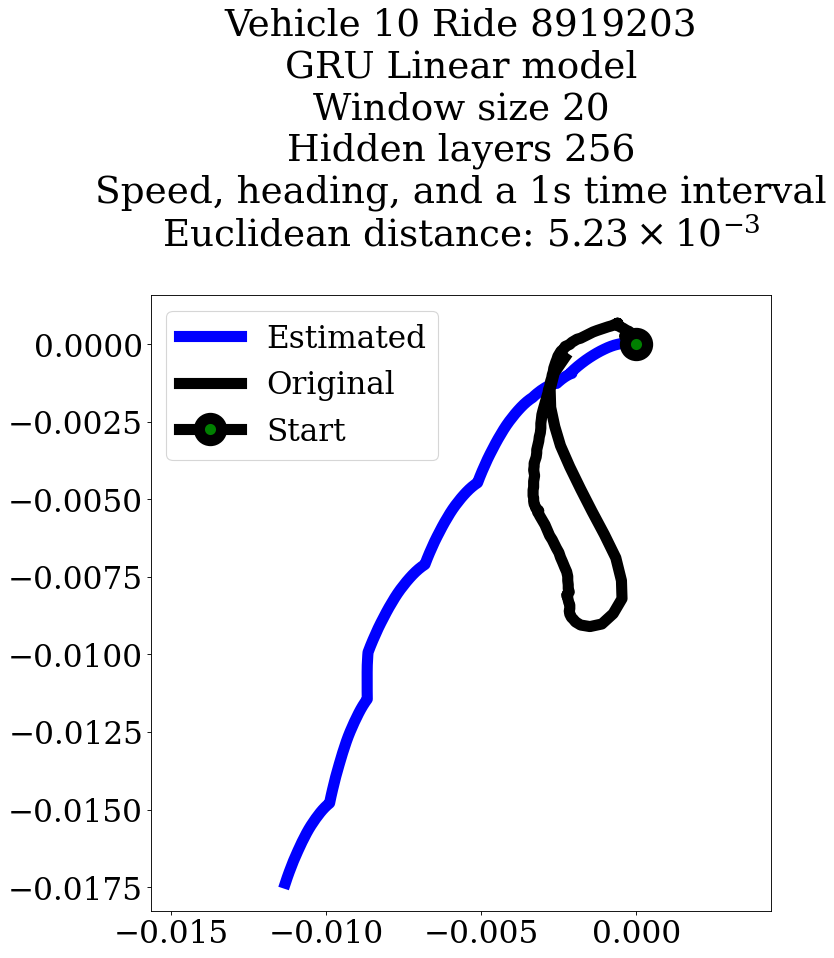 Vehicle 10 Ride 8919203
GRU Linear model
Window size 20
Hidden layers 256
Speed, heading, and a 1s time interval
Euclidean distance: 5.23 × 10⁻³
Estimated
Original
Start
0.0000
−0.0025
−0.0050
−0.0075
−0.0100
−0.0125
−0.0150
−0.0175
−0.015 −0.010 −0.005 0.000